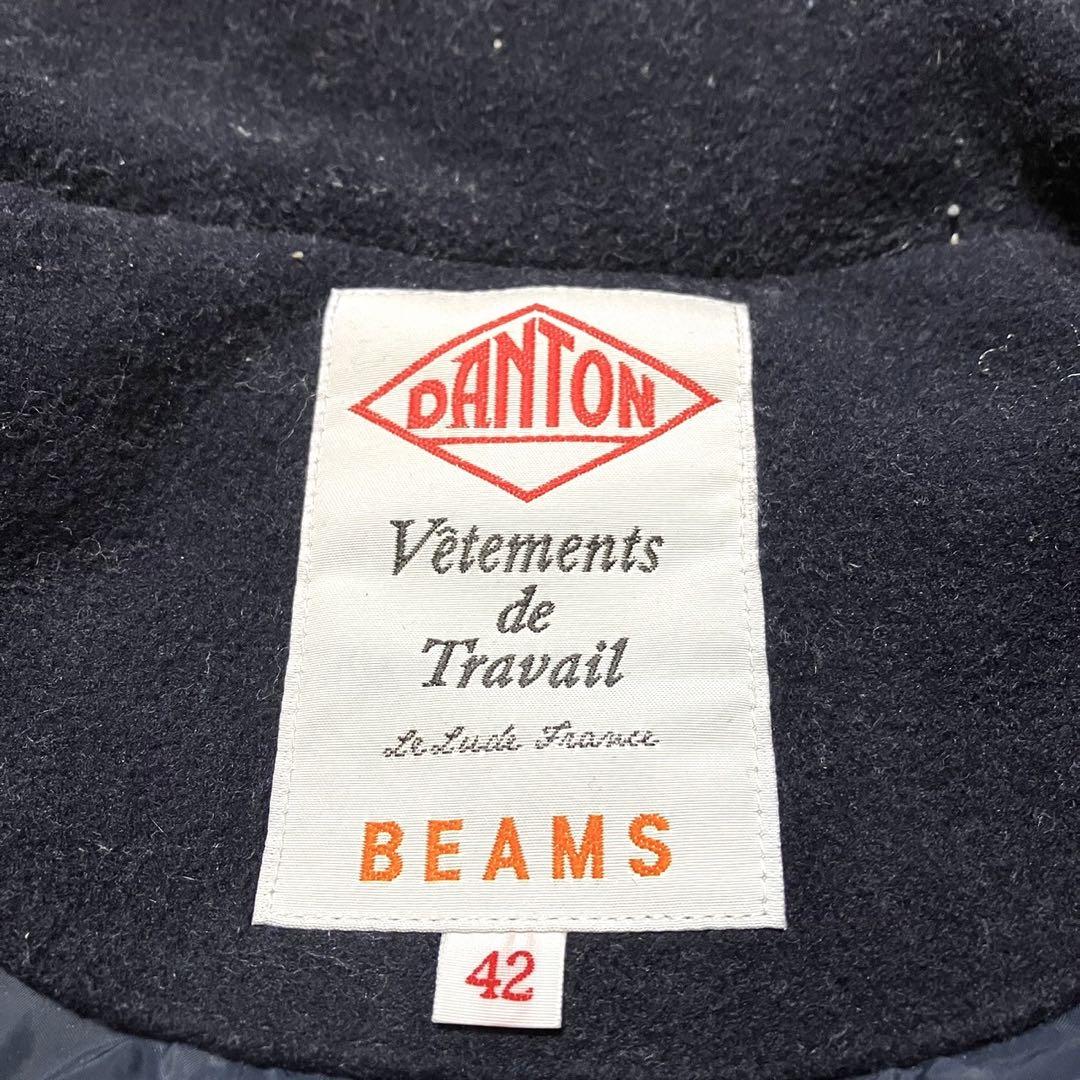 DANTON
Vêtements
de
Travail
Le Lude France
BEAMS
42